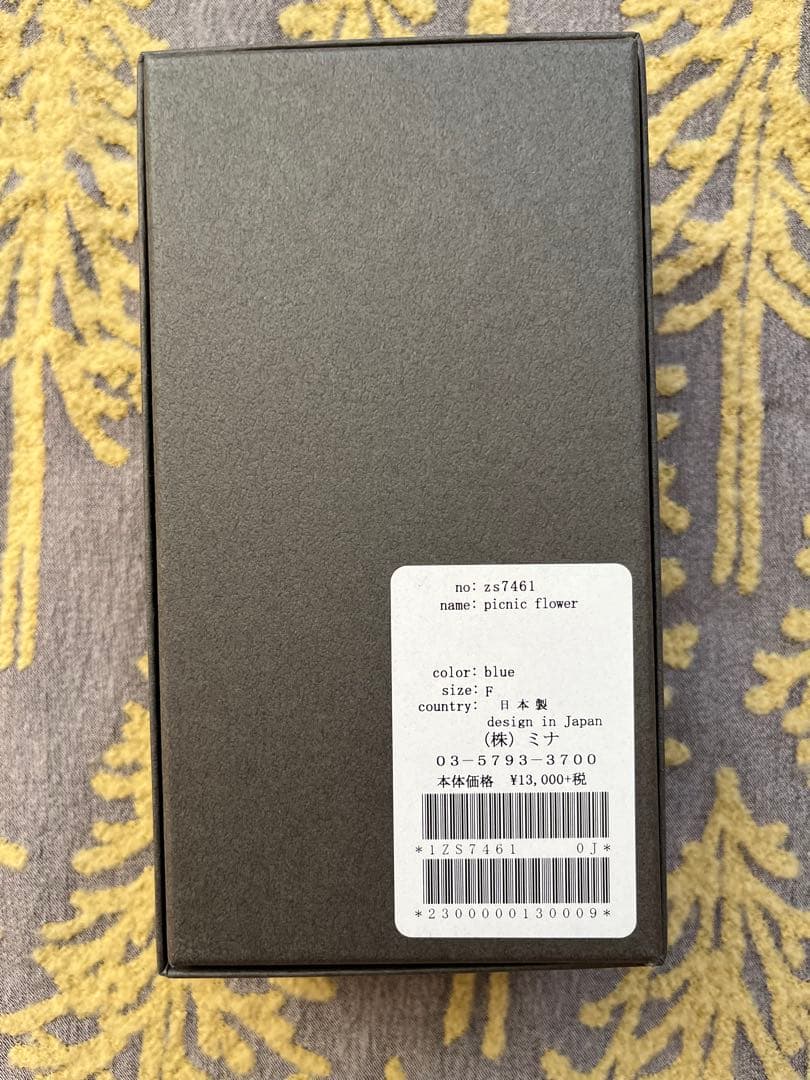 no: zs7461
name: picnic flower
color: blue
size: F
country: 日本製
design in Japan
(株) ミナ
03-5793-3700
本体価格 ¥13,000+税
*1ZS7461 0J*
*2300000130009*